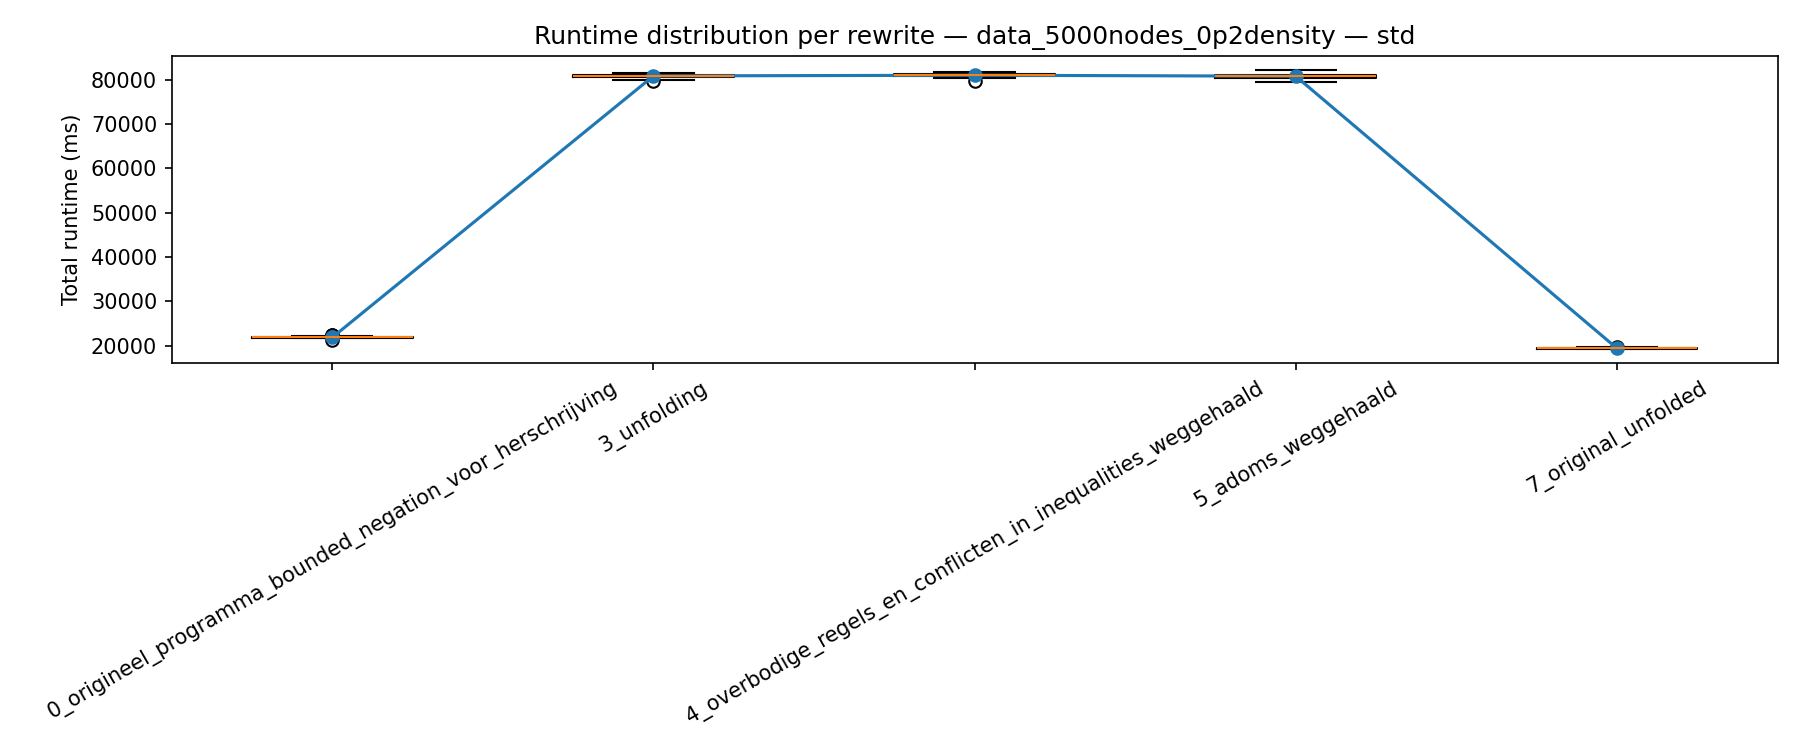 Runtime distribution per rewrite — data_5000nodes_0p2density — std
Total runtime (ms)
80000
70000
60000
50000
40000
30000
20000
0_origineel_programma_bounded_negation_voor_herschrijving
3_unfolding
4_overbodige_regels_en_conflicten_in_inequalities_weggehaald
5_adoms_weggehaald
7_original_unfolded